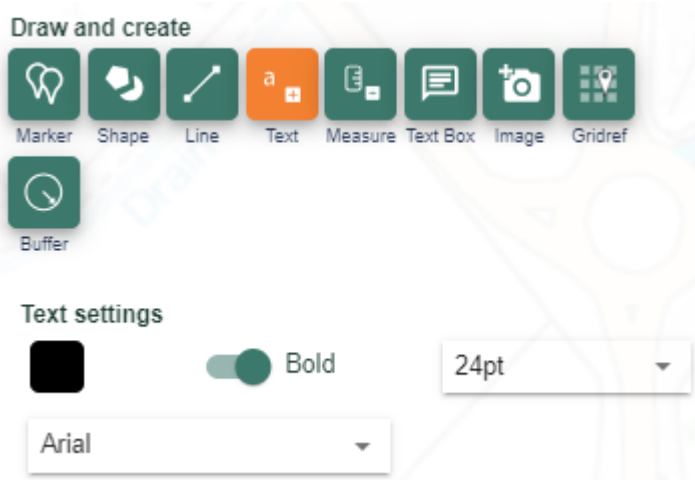 Draw and create
a
Marker Shape Line Text Measure Text Box Image Gridref
Buffer
Text settings
Bold 24pt
Arial